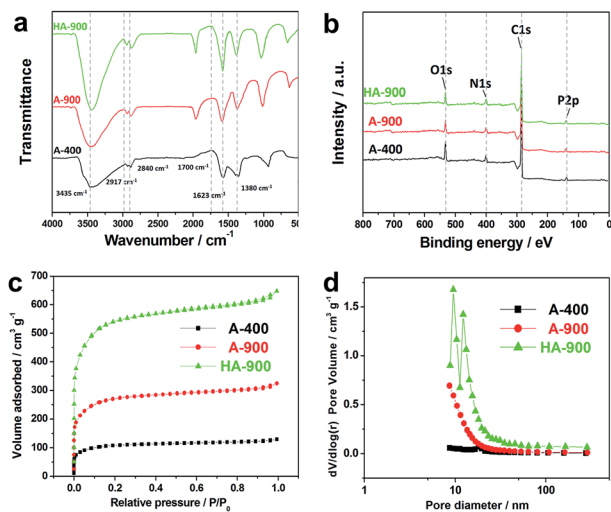 a
HA-900
A-900
A-400
3435 cm⁻¹
2917 cm⁻¹
2840 cm⁻¹
1700 cm⁻¹
1623 cm⁻¹
1380 cm⁻¹
Transmittance
4000 3500 3000 2500 2000 1500 1000 500
Wavenumber / cm⁻¹
b
C1s
O1s
N1s
P2p
HA-900
A-900
A-400
Intensity / a.u.
800 700 600 500 400 300 200 100 0
Binding energy / eV
c
700
600
500
400
300
200
100
0
A-400
A-900
HA-900
Volume adsorbed / cm³ g⁻¹
0.0 0.2 0.4 0.6 0.8 1.0
Relative pressure / P/P₀
d
1.5
1.0
0.5
0.0
A-400
A-900
HA-900
dV/dlog(r) Pore Volume / cm³ g⁻¹
1 10 100
Pore diameter / nm